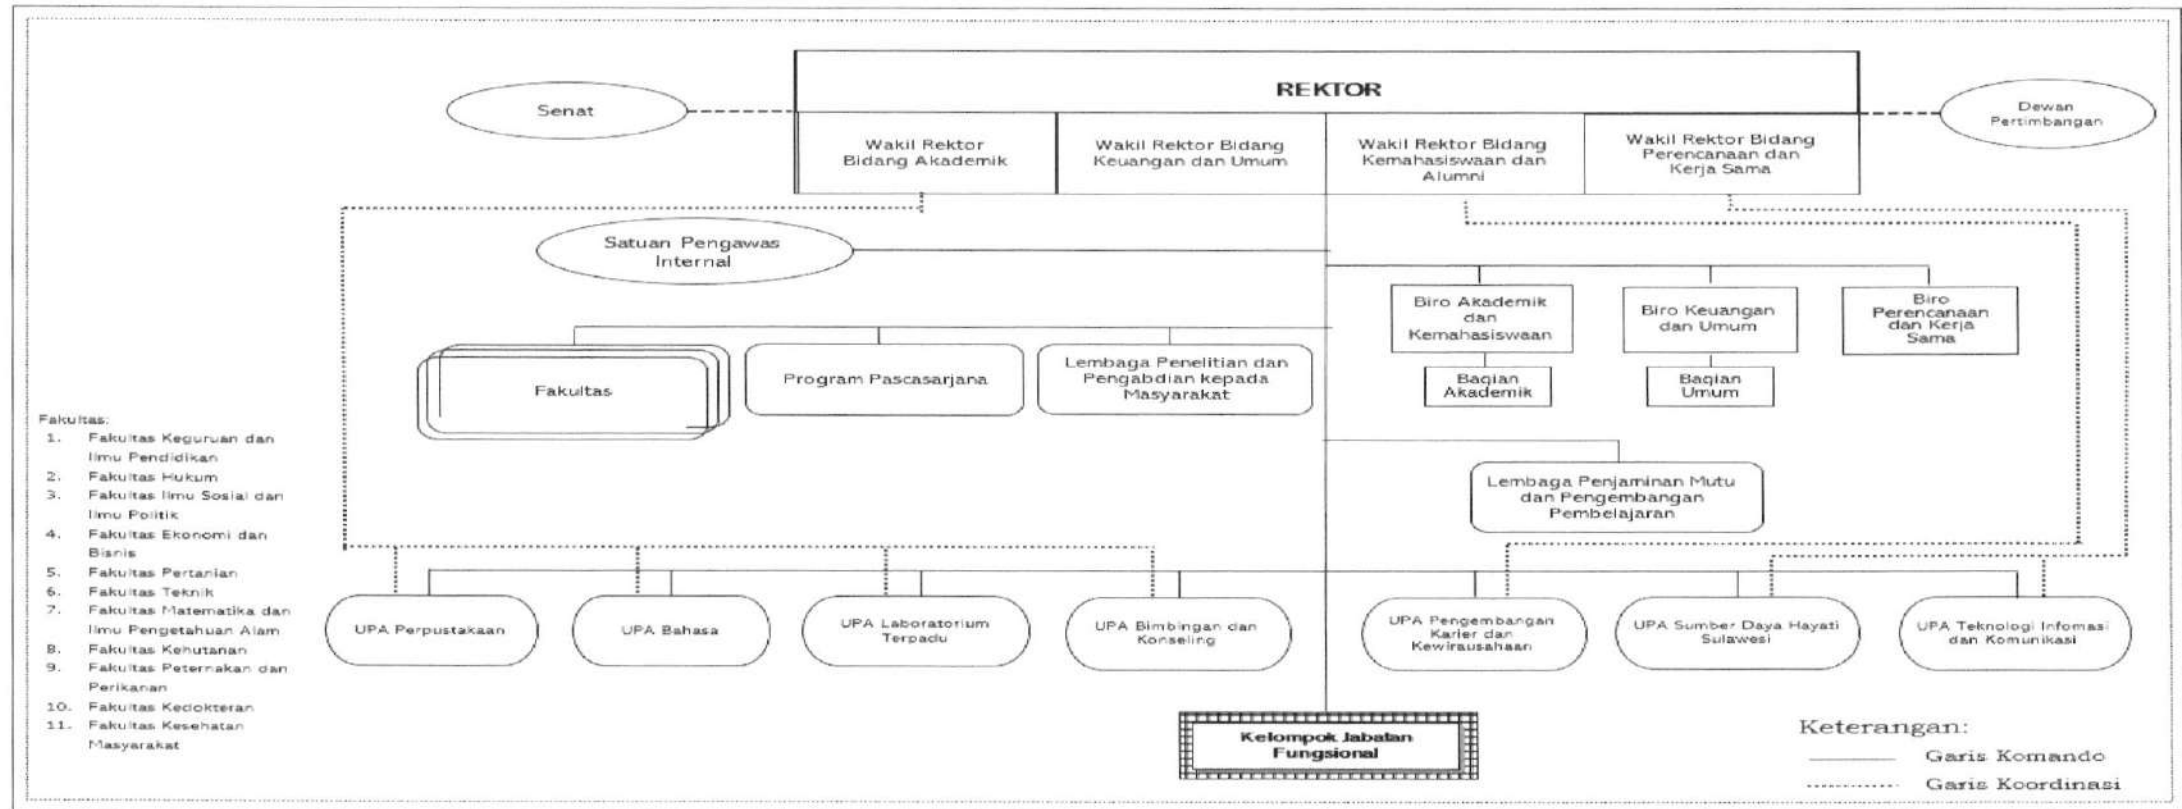 REKTOR
Senat
Dewan
Pertimbangan
Wakil Rektor
Bidang Akademik
Wakil Rektor Bidang
Keuangan dan Umum
Wakil Rektor Bidang
Kemahasiswaan dan
Alumni
Wakil Rektor Bidang
Perencanaan dan
Kerja Sama
Satuan Pengawas
Internal
Biro Akademik
dan
Kemahasiswaan
Biro Keuangan
dan Umum
Biro
Perencanaan
dan Kerja
Sama
Bagian
Akademik
Bagian
Umum
Fakultas
Program Pascasarjana
Lembaga Penelitian dan
Pengabdian kepada
Masyarakat
Lembaga Penjaminan Mutu
dan Pengembangan
Pembelajaran
Fakultas:
1. Fakultas Keguruan dan
Ilmu Pendidikan
2. Fakultas Hukum
3. Fakultas Ilmu Sosial dan
Ilmu Politik
4. Fakultas Ekonomi dan
Bisnis
5. Fakultas Pertanian
6. Fakultas Teknik
7. Fakultas Matematika dan
Ilmu Pengetahuan Alam
8. Fakultas Kehutanan
9. Fakultas Peternakan dan
Perikanan
10. Fakultas Kedokteran
11. Fakultas Kesehatan
Masyarakat
UPA Perpustakaan
UPA Bahasa
UPA Laboratorium
Terpadu
UPA Bimbingan dan
Konseling
UPA Pengembangan
Karier dan
Kewirausahaan
UPA Sumber Daya Hayati
Sulawesi
UPA Teknologi Infomasi
dan Komunikasi
Kelompok Jabatan
Fungsional
Keterangan:
Garis Komando
Garis Koordinasi